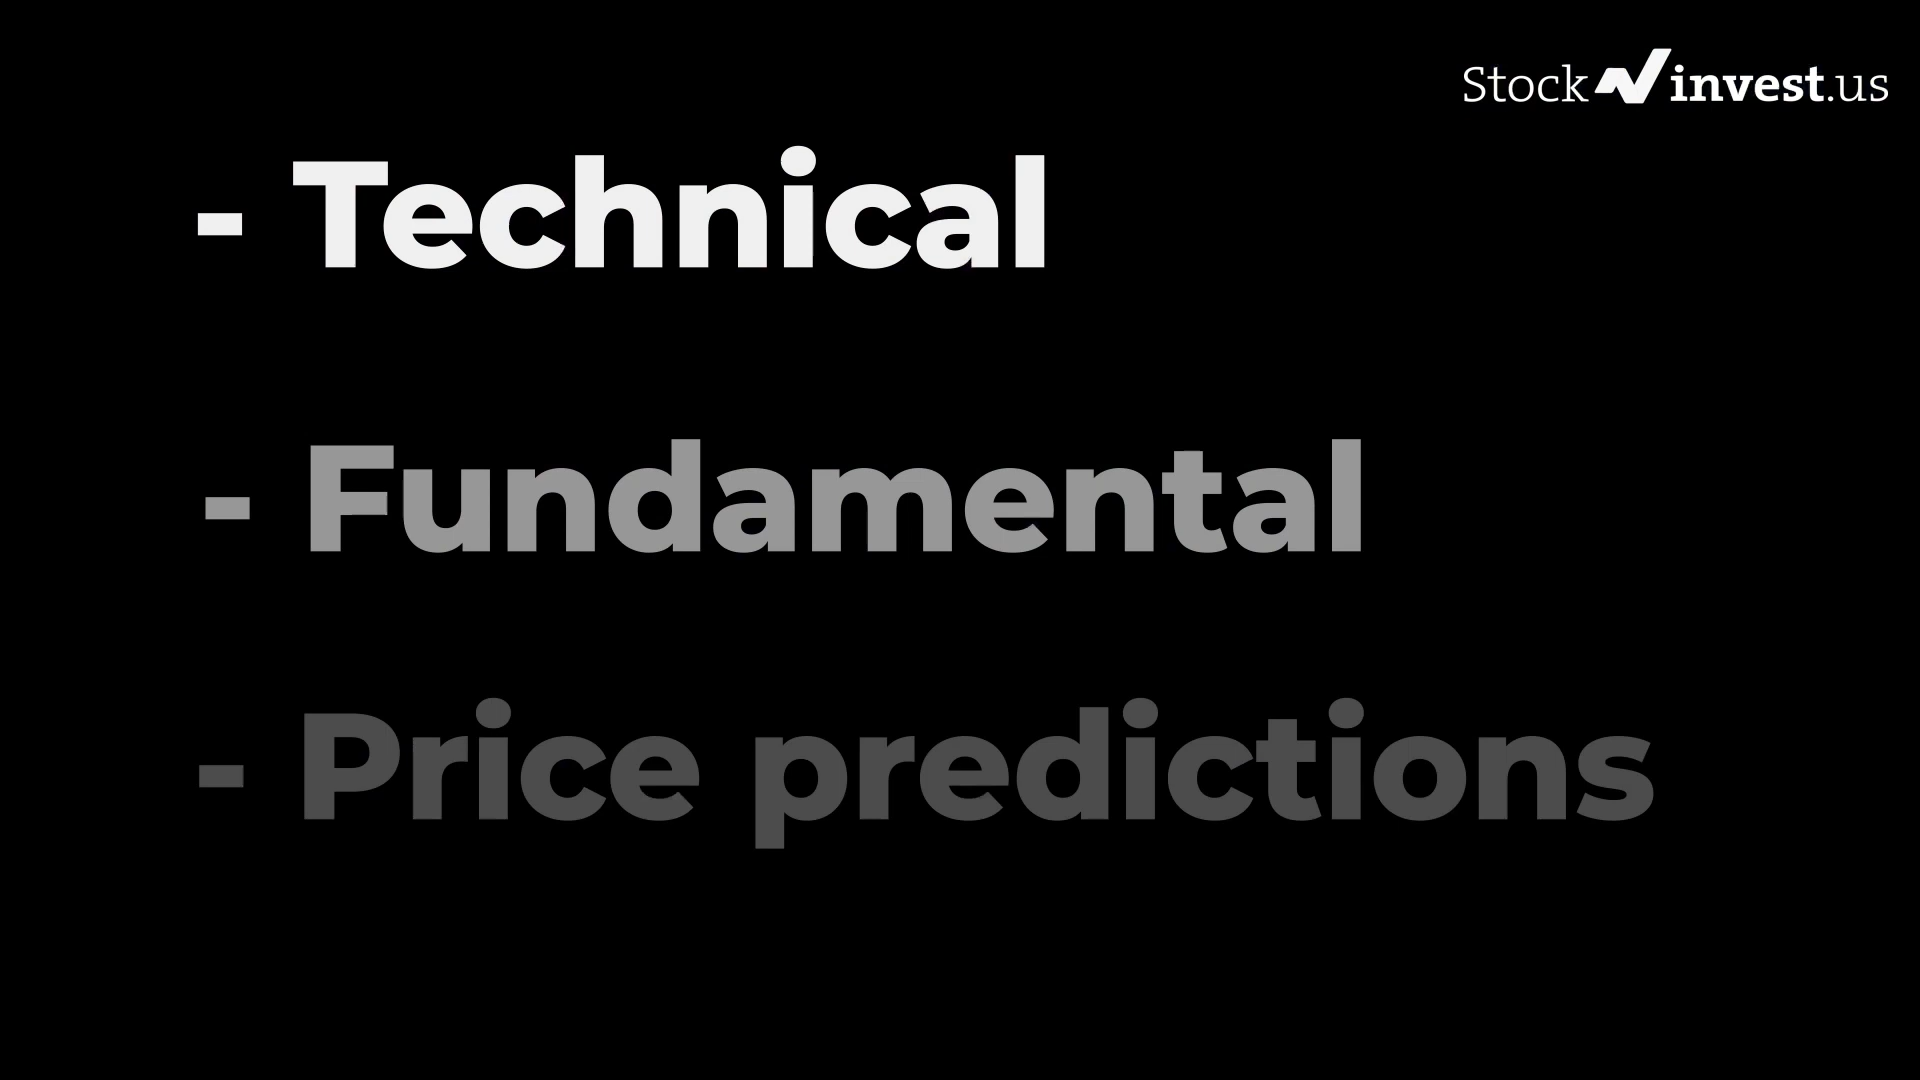 Stock invest.us
- Technical
- Fundamental
- Price predictions